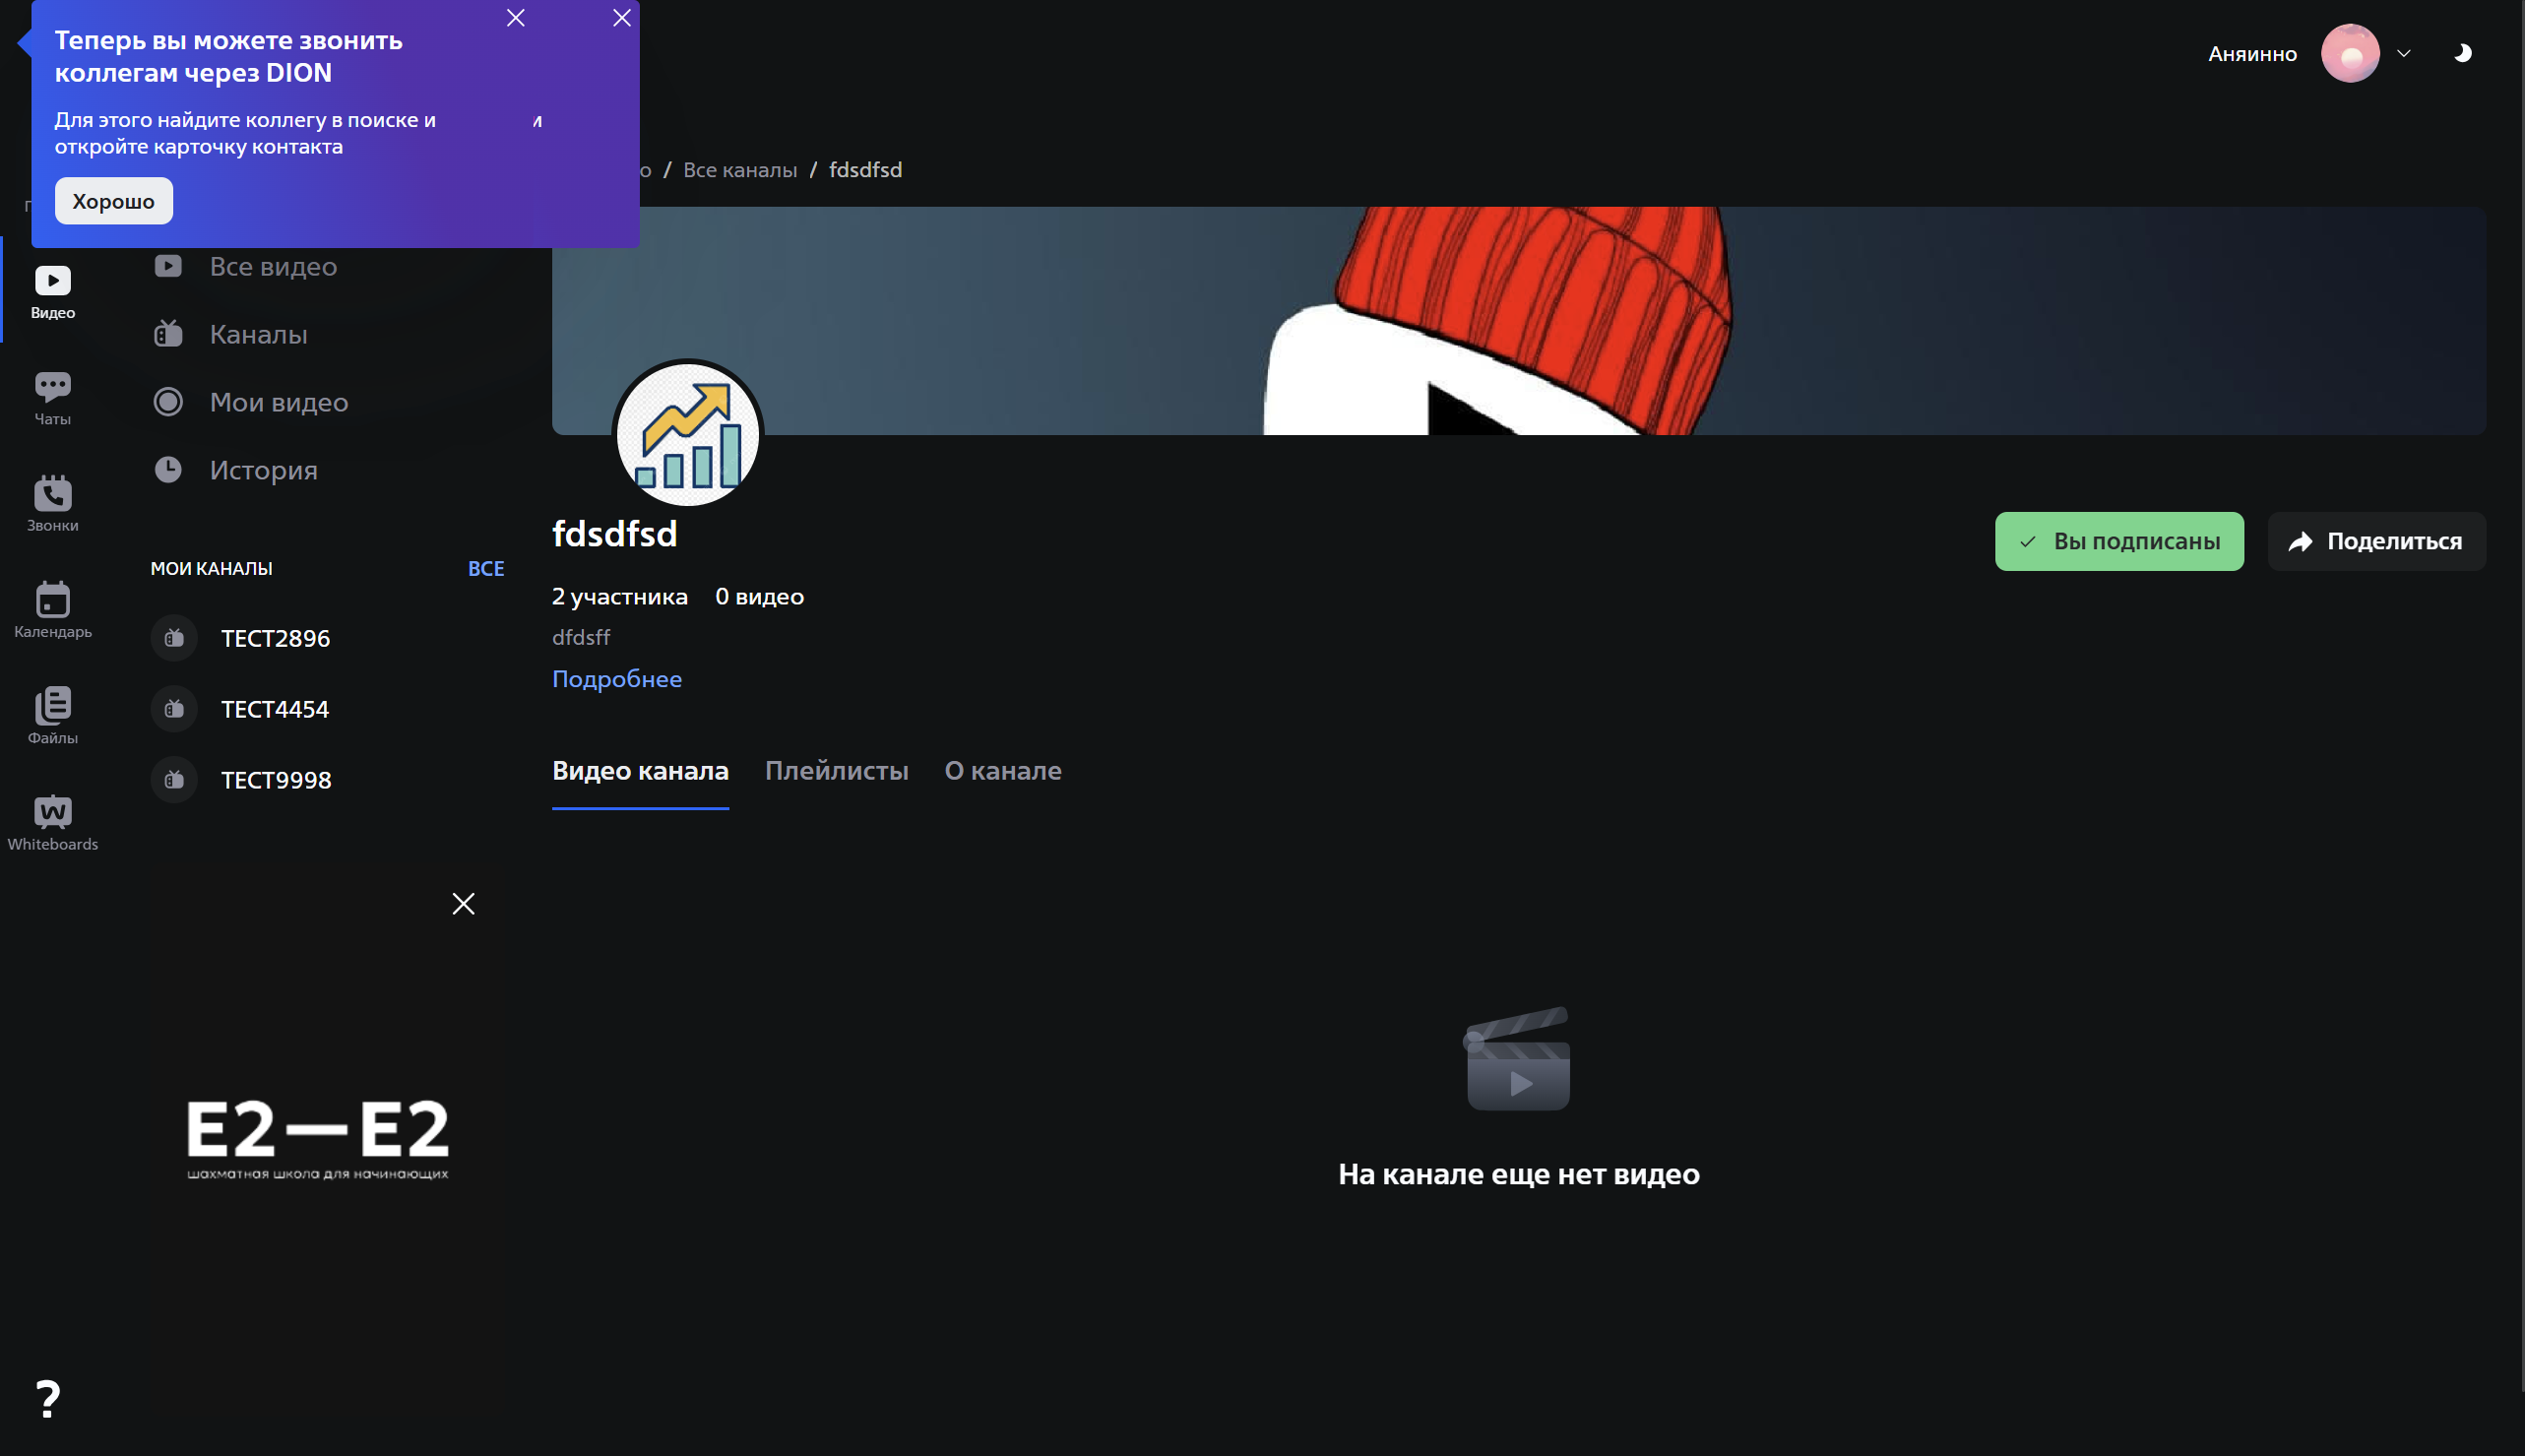 Теперь вы можете звонить
коллегам через DION
Для этого найдите коллегу в поиске и
и
откройте карточку контакта
Хорошо
Аняинно
о / Все каналы / fdsdfsd
Видео
Чаты
Звонки
Календарь
Файлы
Whiteboards
Все видео
Каналы
Мои видео
История
МОИ КАНАЛЫ
ВСЕ
ТЕСТ2896
ТЕСТ4454
ТЕСТ9998
E2—E2
шахматная школа для начинающих
?
fdsdfsd
Вы подписаны
Поделиться
2 участника 0 видео
dfdsff
Подробнее
Видео канала
Плейлисты
О канале
На канале еще нет видео